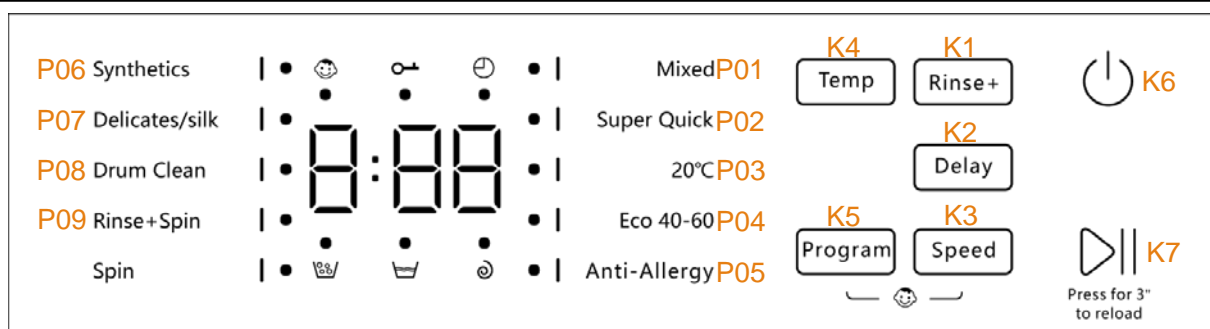 P06 Synthetics
P07 Delicates/silk
P08 Drum Clean
P09 Rinse+Spin
Spin
8:88
Mixed P01
Super Quick P02
20℃ P03
Eco 40-60 P04
Anti-Allergy P05
K4
Temp
K1
Rinse+
K2
Delay
K5
Program
K3
Speed
K6
K7
Press for 3"
to reload